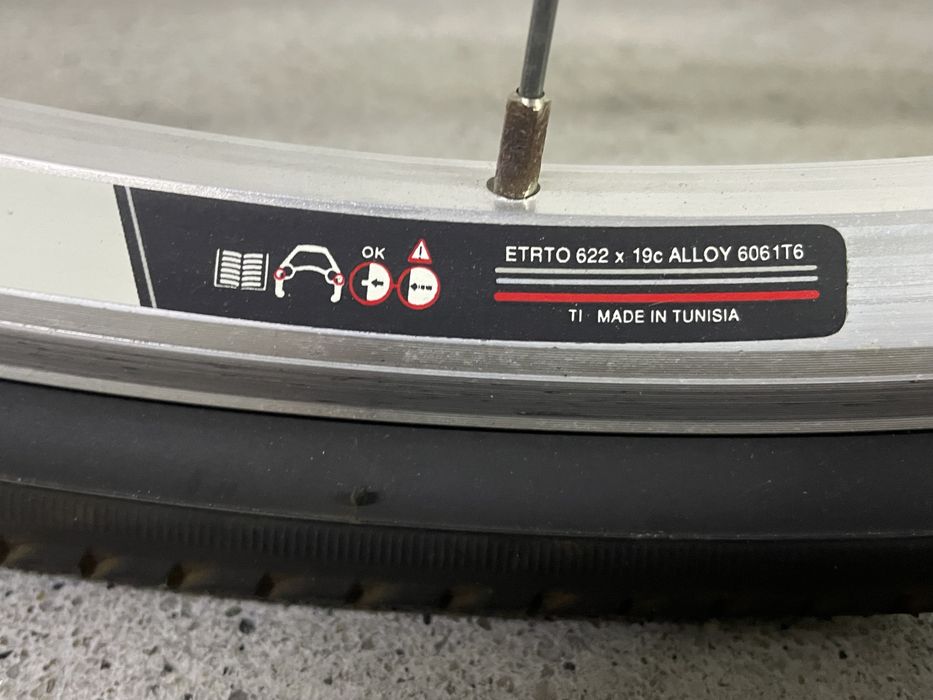 OK
ETRTO 622 x 19c ALLOY 6061T6
TI MADE IN TUNISIA